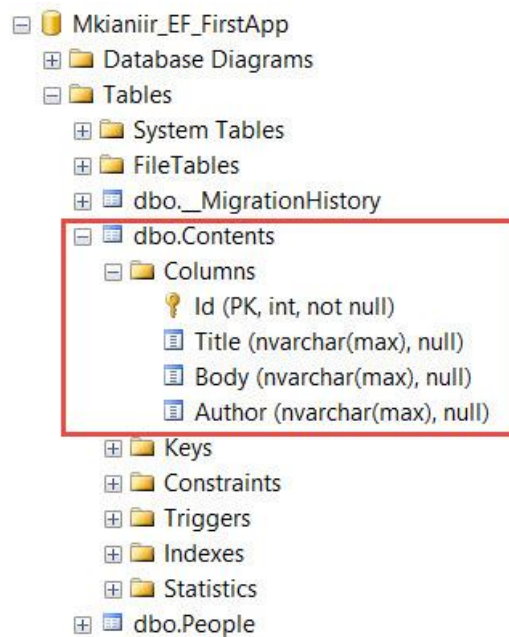 Mkianiir_EF_FirstApp
Database Diagrams
Tables
System Tables
FileTables
dbo.__MigrationHistory
dbo.Contents
Columns
Id (PK, int, not null)
Title (nvarchar(max), null)
Body (nvarchar(max), null)
Author (nvarchar(max), null)
Keys
Constraints
Triggers
Indexes
Statistics
dbo.People